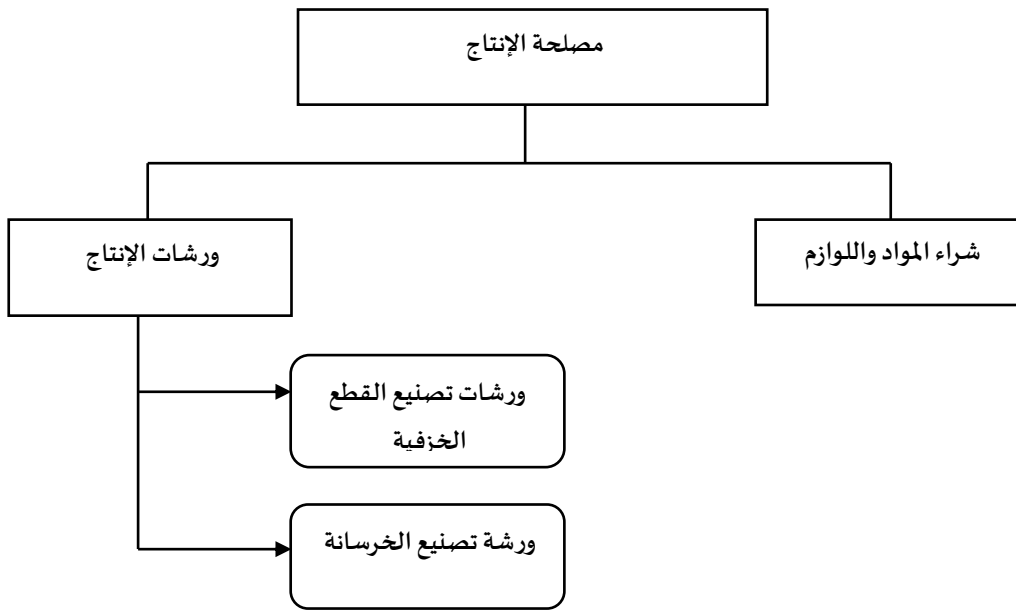 مصلحة الإنتاج
شراء المواد واللوازم
ورشات الإنتاج
ورشات تصنيع القطع
الخزفية
ورشة تصنيع الخرسانة